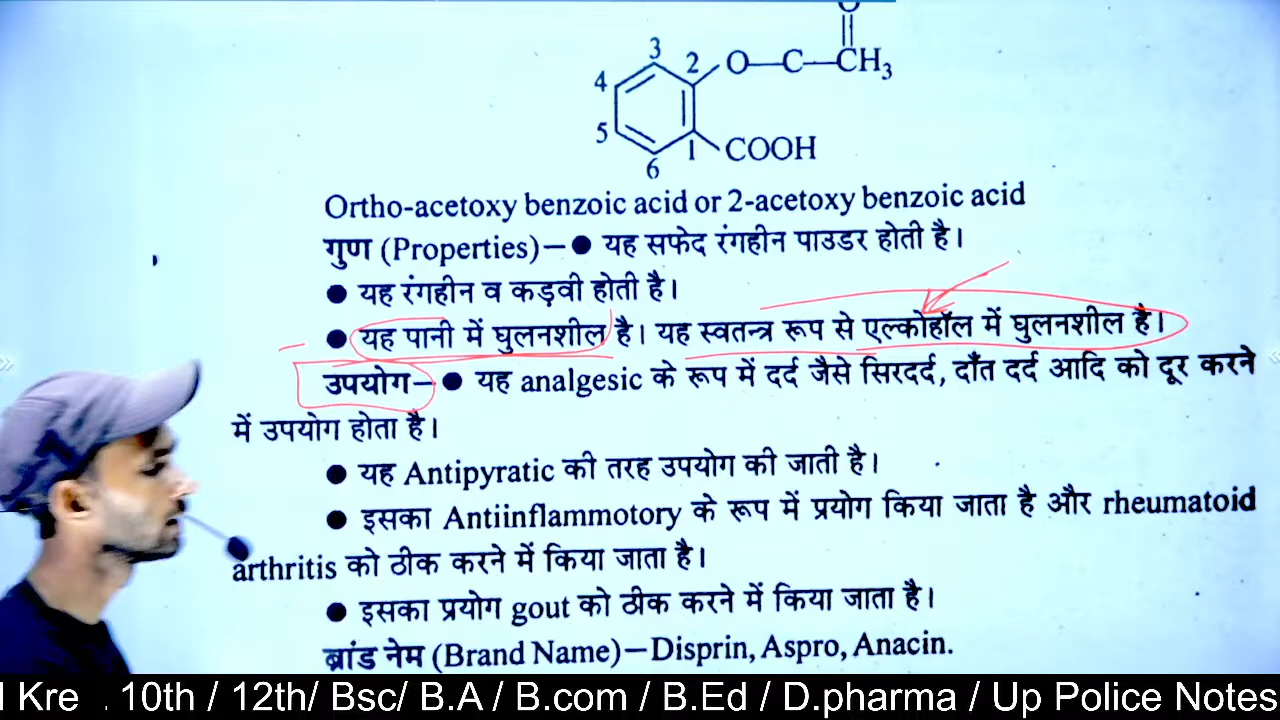 O
3 2 O—C—CH₃
4
5 1 COOH
6
Ortho-acetoxy benzoic acid or 2-acetoxy benzoic acid
गुण (Properties)—● यह सफेद रंगहीन पाउडर होती है।
● यह रंगहीन व कड़वी होती है।
● यह पानी में घुलनशील है। यह स्वतन्त्र रूप से एल्कोहॉल में घुलनशील है।
उपयोग—● यह analgesic के रूप में दर्द जैसे सिरदर्द, दाँत दर्द आदि को दूर करने
में उपयोग होता है।
● यह Antipyratic की तरह उपयोग की जाती है।
● इसका Antiinflammotory के रूप में प्रयोग किया जाता है और rheumatoid
arthritis को ठीक करने में किया जाता है।
● इसका प्रयोग gout को ठीक करने में किया जाता है।
ब्रांड नेम (Brand Name)—Disprin, Aspro, Anacin.
Kre . 10th / 12th/ Bsc/ B.A / B.com / B.Ed / D.pharma / Up Police Notes